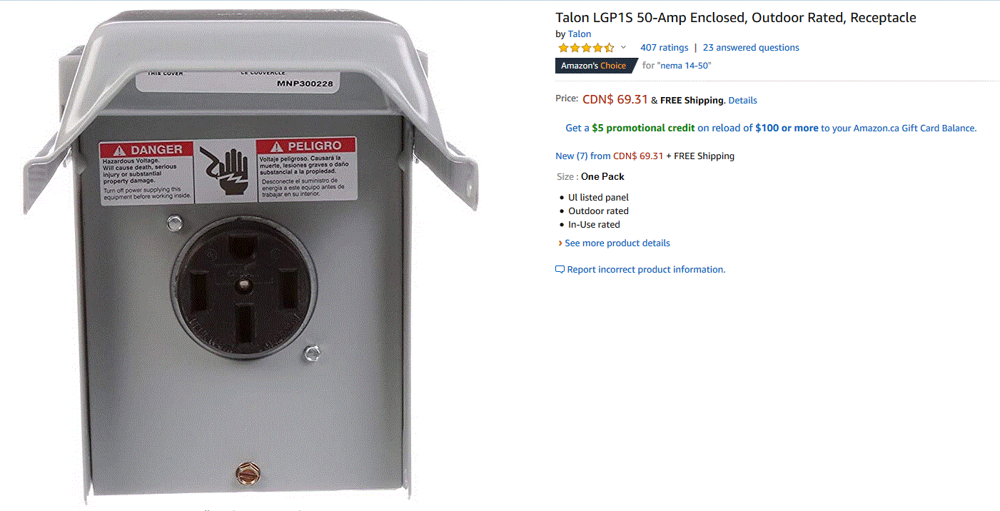 THIS COVER
CE COUVERCLE
MNP300228
DANGER
Hazardous Voltage.
Will cause death, serious
injury or substantial
property damage.
Turn off power supplying this
equipment before working inside.
PELIGRO
Voltaje peligroso. Causará la
muerte, lesiones graves o daño
substancial a la propiedad.
Desconecte el suministro de
energía a este equipo antes de
trabajar en su interior.
Talon LGP1S 50-Amp Enclosed, Outdoor Rated, Receptacle
by Talon
407 ratings | 23 answered questions
Amazon's Choice for "nema 14-50"
Price: CDN$ 69.31 & FREE Shipping. Details
Get a $5 promotional credit on reload of $100 or more to your Amazon.ca Gift Card Balance.
New (7) from CDN$ 69.31 + FREE Shipping
Size : One Pack
• Ul listed panel
• Outdoor rated
• In-Use rated
› See more product details
Report incorrect product information.